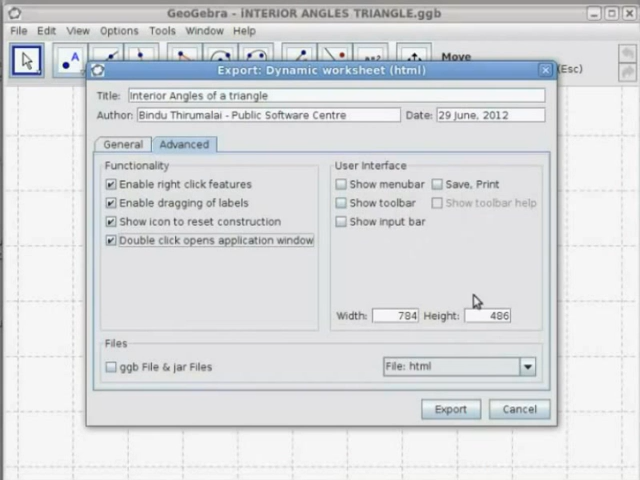 GeoGebra - iNTERIOR ANGLES TRIANGLE.ggb
File Edit View Options Tools Window Help
A
Move
(Esc)
Export: Dynamic worksheet (html)
Title: Interior Angles of a triangle
Author: Bindu Thirumalai - Public Software Centre Date: 29 June, 2012
General Advanced
Functionality
Enable right click features
Enable dragging of labels
Show icon to reset construction
Double click opens application window
User Interface
Show menubar Save, Print
Show toolbar Show toolbar help
Show input bar
Width: 784 Height: 486
Files
ggb File & jar Files File: html
Export Cancel